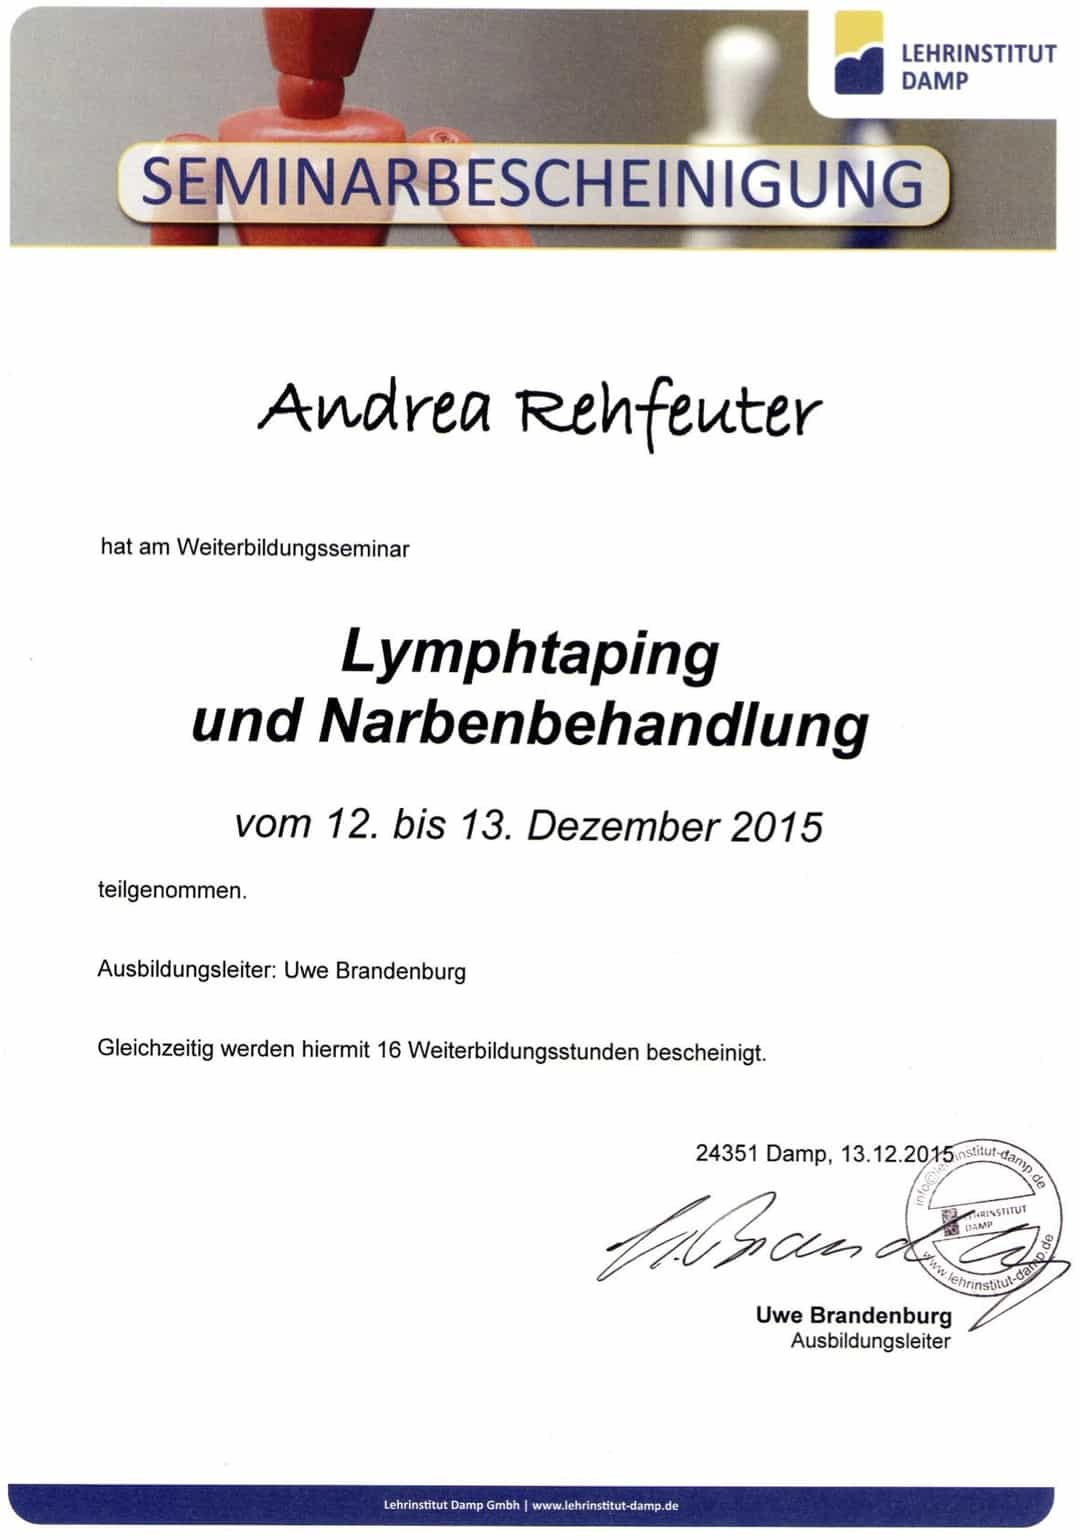 LEHRINSTITUT
DAMP
SEMINARBESCHEINIGUNG
Andrea Rehfeuter
hat am Weiterbildungsseminar
Lymphtaping
und Narbenbehandlung
vom 12. bis 13. Dezember 2015
teilgenommen.
Ausbildungsleiter: Uwe Brandenburg
Gleichzeitig werden hiermit 16 Weiterbildungsstunden bescheinigt.
24351 Damp, 13.12.2015
info@lehrinstitut-damp.de
LEHRINSTITUT
DAMP
www.lehrinstitut-damp.de
U. Brandenburg
Uwe Brandenburg
Ausbildungsleiter
Lehrinstitut Damp GmbH | www.lehrinstitut-damp.de